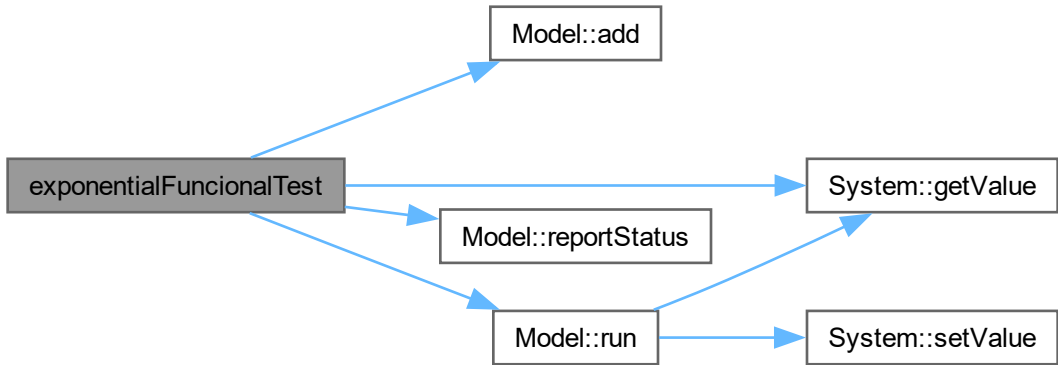 Model::add
exponentialFuncionalTest
System::getValue
Model::reportStatus
Model::run
System::setValue